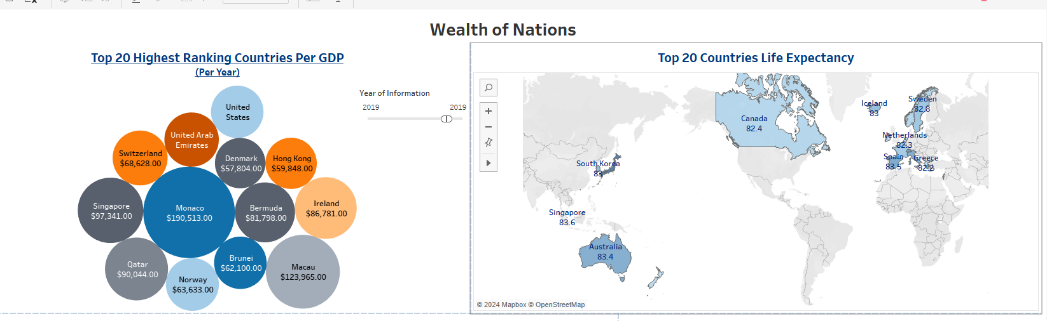 Wealth of Nations
Top 20 Highest Ranking Countries Per GDP
(Per Year)
Year of Information
2019
2019
United
States
United Arab
Emirates
Switzerland
$68,628.00
Denmark
$57,804.00
Hong Kong
$59,848.00
Singapore
$97,341.00
Monaco
$190,513.00
Bermuda
$81,798.00
Ireland
$86,781.00
Qatar
$90,044.00
Norway
$63,633.00
Brunei
$62,100.00
Macau
$123,965.00
Top 20 Countries Life Expectancy
Canada
82.4
Iceland
83
Sweden
82.8
Netherlands
82.3
Spain
83.5
Greece
82.2
South Korea
Singapore
83.6
Australia
83.4
© 2024 Mapbox © OpenStreetMap